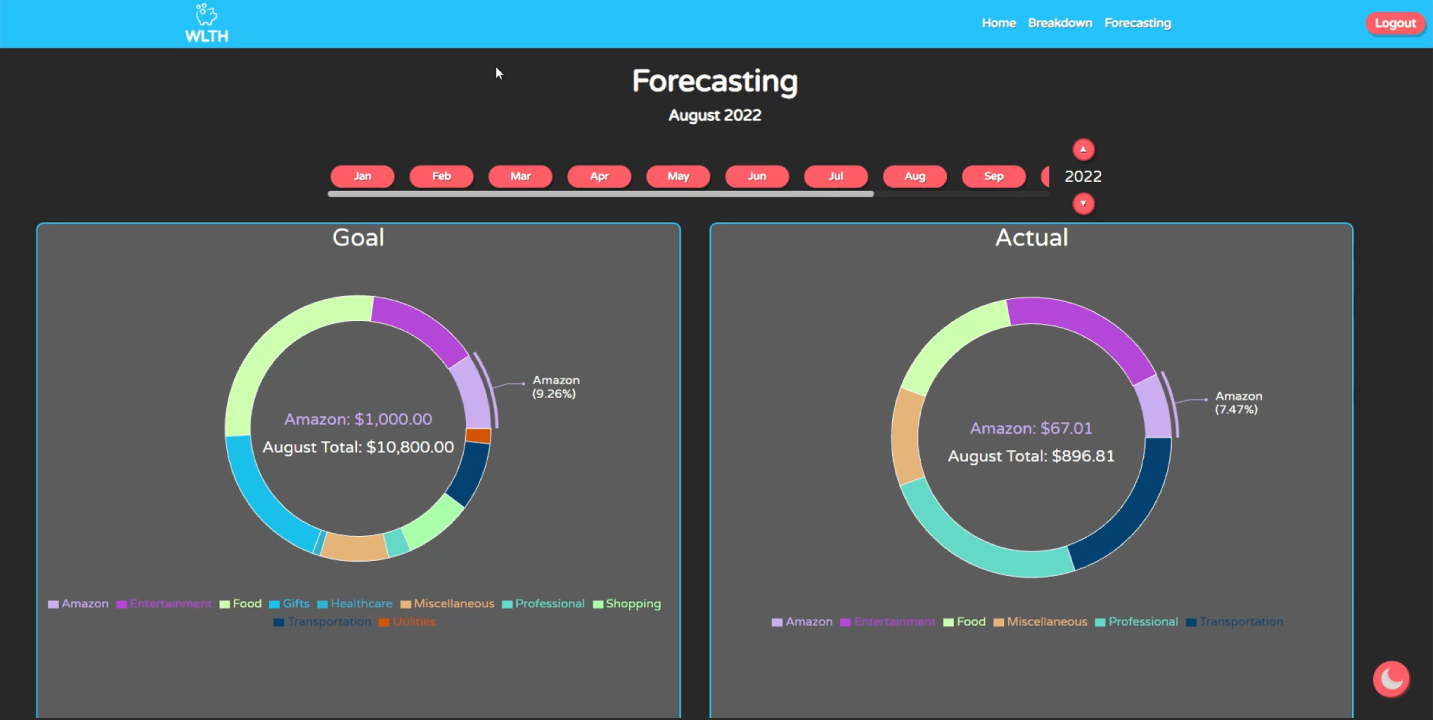 WLTH
Home Breakdown Forecasting
Logout
Forecasting
August 2022
Jan Feb Mar Apr May Jun Jul Aug Sep
2022
Goal
Amazon
(9.26%)
Amazon: $1,000.00
August Total: $10,800.00
Amazon Entertainment Food Gifts Healthcare Miscellaneous Professional Shopping
Transportation Utilities
Actual
Amazon
(7.47%)
Amazon: $67.01
August Total: $896.81
Amazon Entertainment Food Miscellaneous Professional Transportation